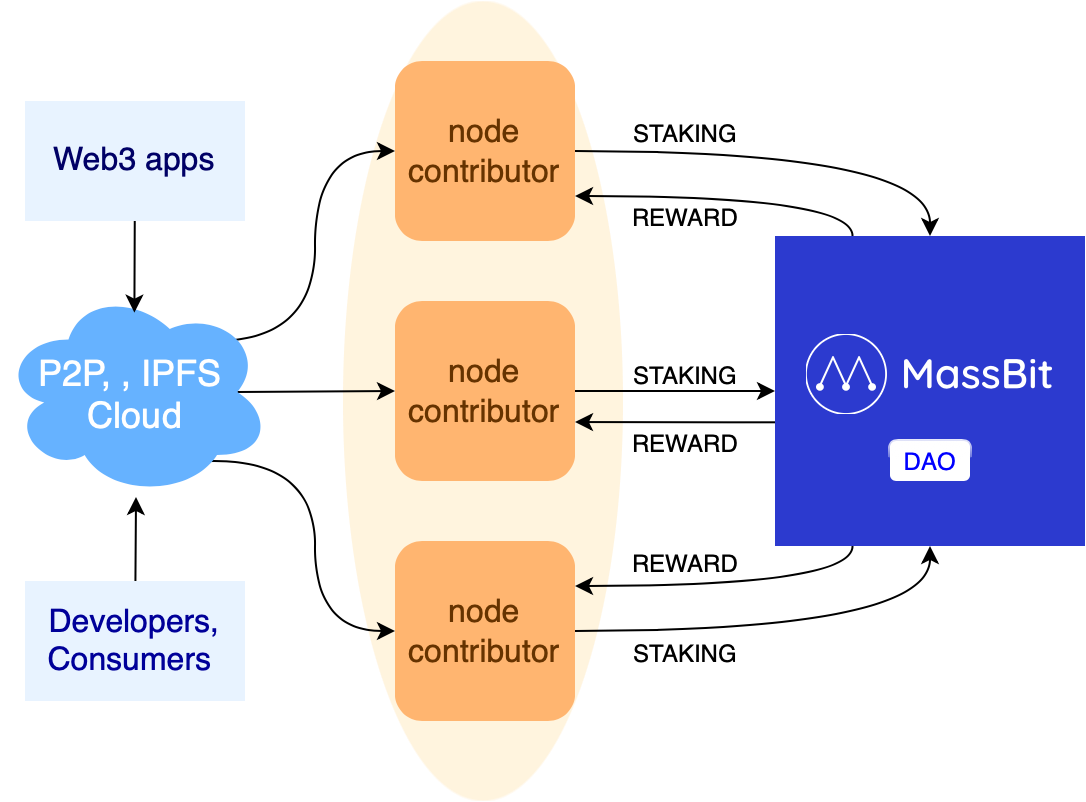 Web3 apps
P2P, , IPFS
Cloud
Developers,
Consumers
node
contributor
node
contributor
node
contributor
STAKING
REWARD
STAKING
REWARD
REWARD
STAKING
MassBit
DAO